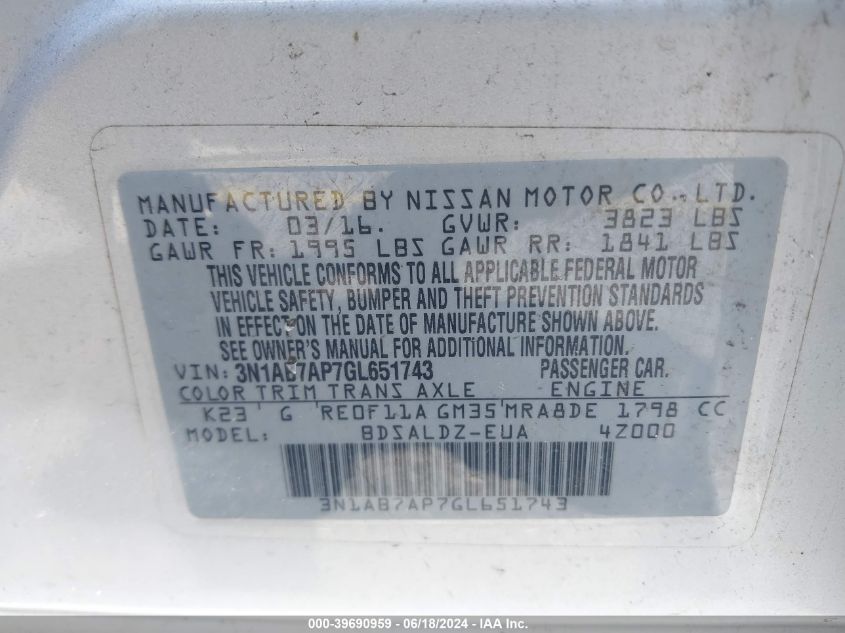 MANUFACTURED BY NISSAN MOTOR CO., LTD.
DATE: 03/16. GVWR: 3823 LBS
GAWR FR: 1995 LBS GAWR RR: 1841 LBS
THIS VEHICLE CONFORMS TO ALL APPLICABLE FEDERAL MOTOR
VEHICLE SAFETY, BUMPER AND THEFT PREVENTION STANDARDS
IN EFFECT ON THE DATE OF MANUFACTURE SHOWN ABOVE.
SEE OWNER'S MANUAL FOR ADDITIONAL INFORMATION.
VIN: 3N1AB7AP7GL651743 PASSENGER CAR.
COLOR TRIM TRANS AXLE ENGINE
K23 G RE0F11A GM35 MRA8DE 1798 CC
MODEL: BDSALDZ-EUA 4Z000
3N1AB7AP7GL651743
000-39690959 - 06/18/2024 - IAA Inc.